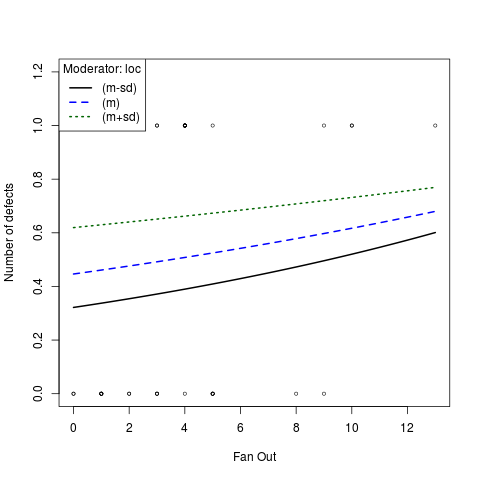 Moderator: loc
(m-sd)
(m)
(m+sd)
Number of defects
1.2
1.0
0.8
0.6
0.4
0.2
0.0
0 2 4 6 8 10 12
Fan Out